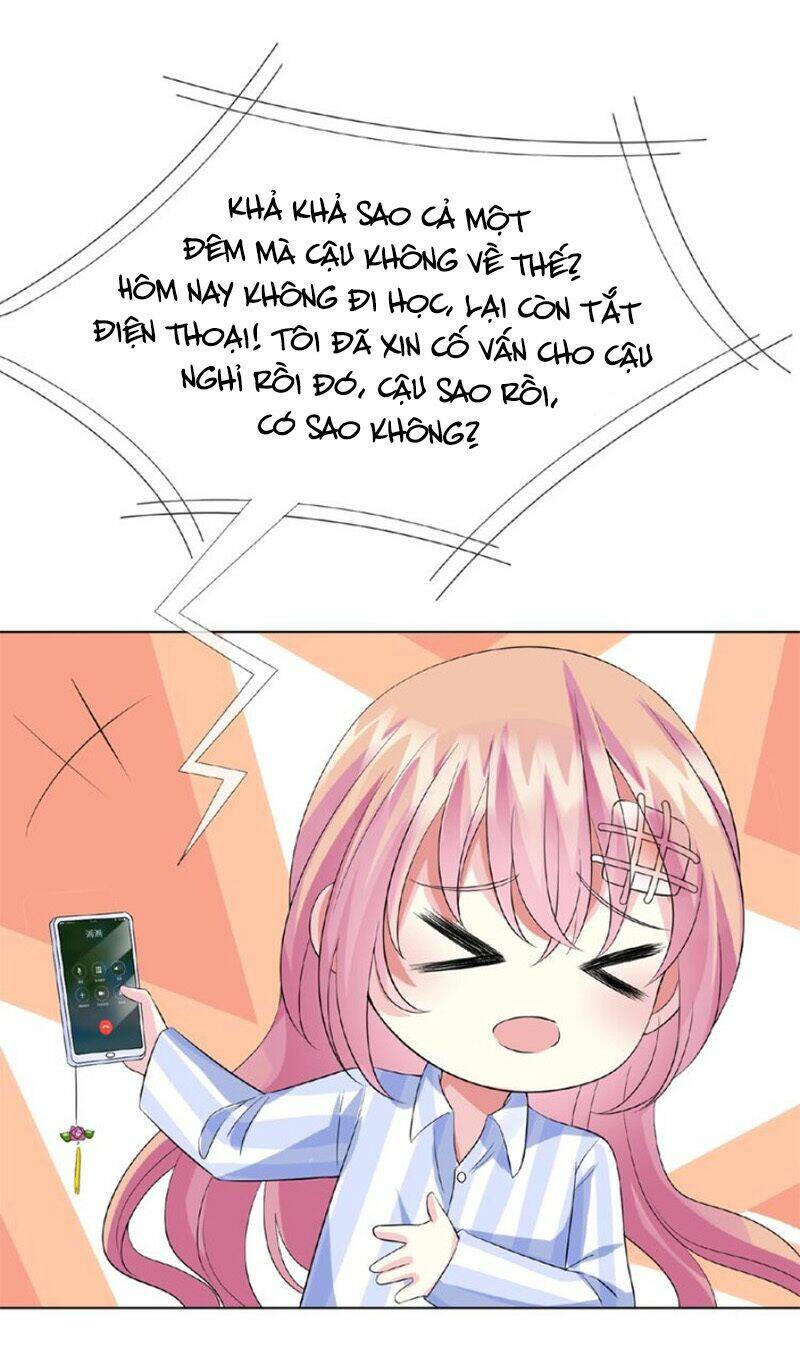 KHẢ KHẢ SAO CẢ MỘT
ĐÊM MÀ CẬU KHÔNG VỀ THẾ?
HÔM NAY KHÔNG ĐI HỌC, LẠI CÒN TẮT
ĐIỆN THOẠI! TÔI ĐÃ XIN CỐ VẤN CHO CẬU
NGHỈ RỒI ĐÓ, CẬU SAO RỒI,
CÓ SAO KHÔNG?